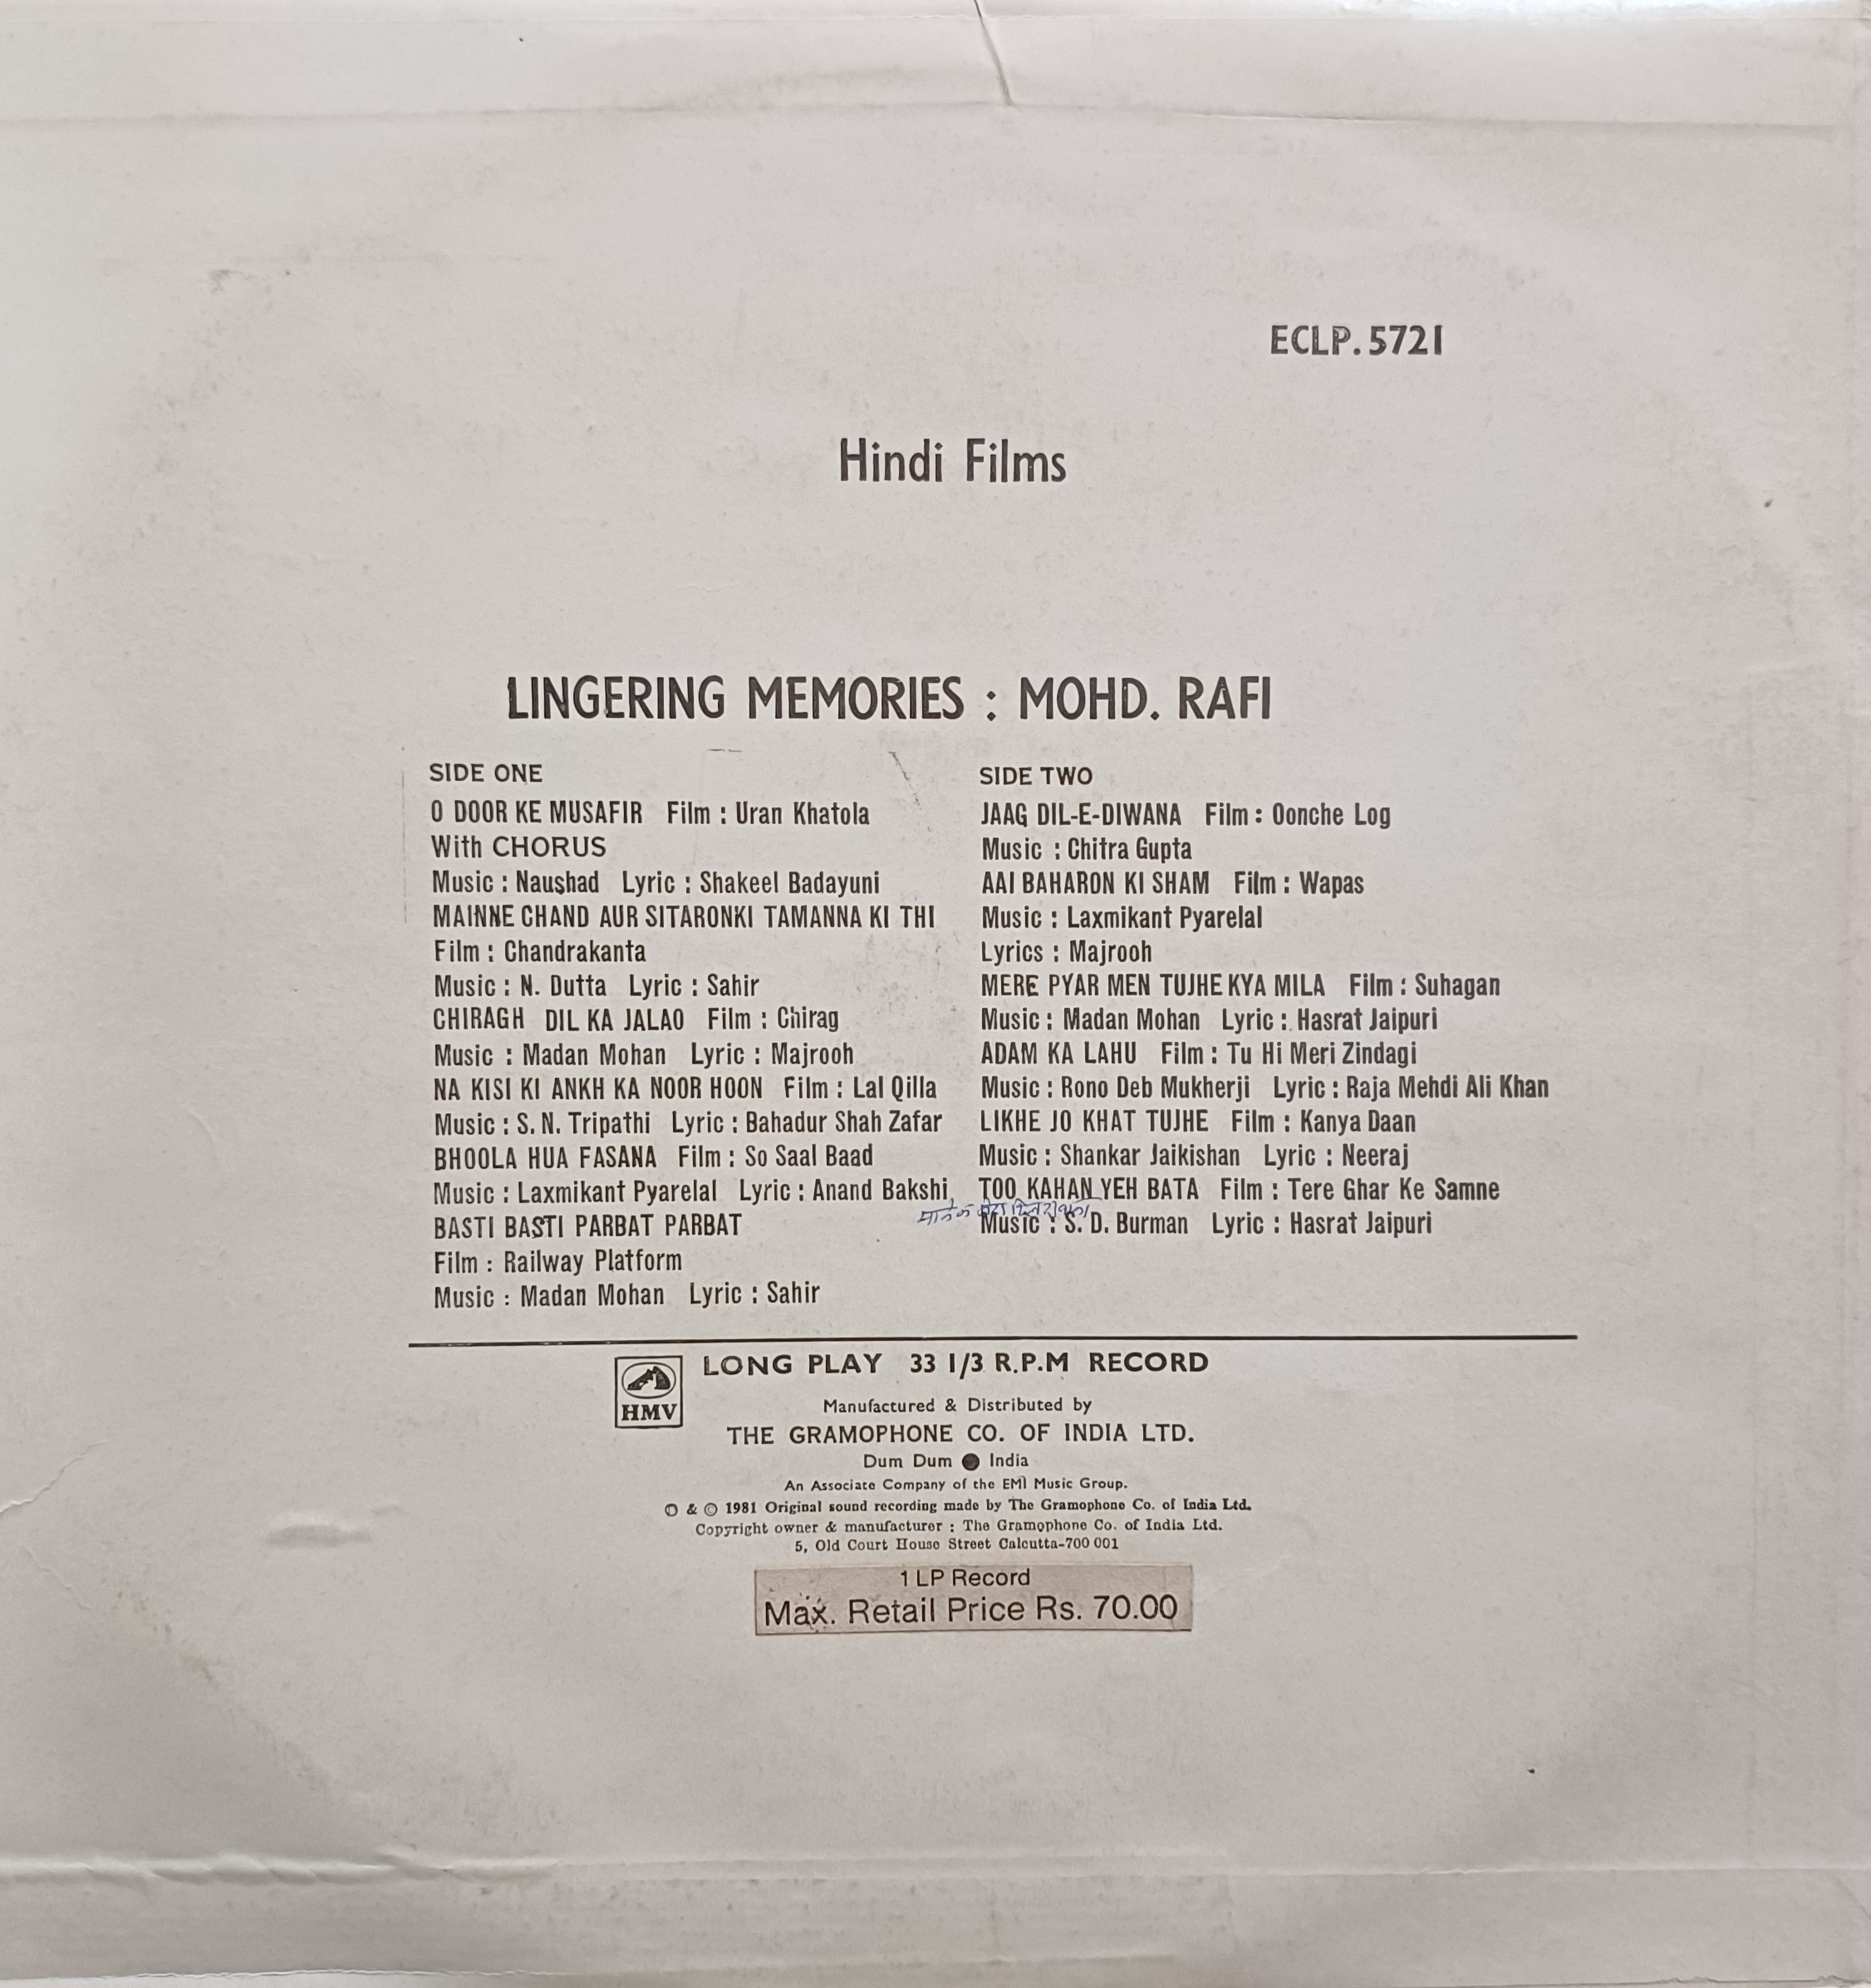 ECLP. 5721
Hindi Films
LINGERING MEMORIES : MOHD. RAFI
SIDE ONE
O DOOR KE MUSAFIR Film : Uran Khatola
With CHORUS
Music : Naushad Lyric : Shakeel Badayuni
MAINNE CHAND AUR SITARONKI TAMANNA KI THI
Film : Chandrakanta
Music : N. Dutta Lyric : Sahir
CHIRAGH DIL KA JALAO Film : Chirag
Music : Madan Mohan Lyric : Majrooh
NA KISI KI ANKH KA NOOR HOON Film : Lal Qilla
Music : S. N. Tripathi Lyric : Bahadur Shah Zafar
BHOOLA HUA FASANA Film : So Saal Baad
Music : Laxmikant Pyarelal Lyric : Anand Bakshi
BASTI BASTI PARBAT PARBAT
Film : Railway Platform
Music : Madan Mohan Lyric : Sahir
SIDE TWO
JAAG DIL-E-DIWANA Film : Oonche Log
Music : Chitra Gupta
AAI BAHARON KI SHAM Film : Wapas
Music : Laxmikant Pyarelal
Lyrics : Majrooh
MERE PYAR MEN TUJHE KYA MILA Film : Suhagan
Music : Madan Mohan Lyric : Hasrat Jaipuri
ADAM KA LAHU Film : Tu Hi Meri Zindagi
Music : Rono Deb Mukherji Lyric : Raja Mehdi Ali Khan
LIKHE JO KHAT TUJHE Film : Kanya Daan
Music : Shankar Jaikishan Lyric : Neeraj
TOO KAHAN YEH BATA Film : Tere Ghar Ke Samne
Music : S. D. Burman Lyric : Hasrat Jaipuri
HMV
LONG PLAY 33 1/3 R.P.M RECORD
Manufactured & Distributed by
THE GRAMOPHONE CO. OF INDIA LTD.
Dum Dum ● India
An Associate Company of the EMI Music Group.
℗ & © 1981 Original sound recording made by The Gramophone Co. of India Ltd.
Copyright owner & manufacturer : The Gramophone Co. of India Ltd.
5, Old Court House Street Calcutta-700 001
1 LP Record
Max. Retail Price Rs. 70.00